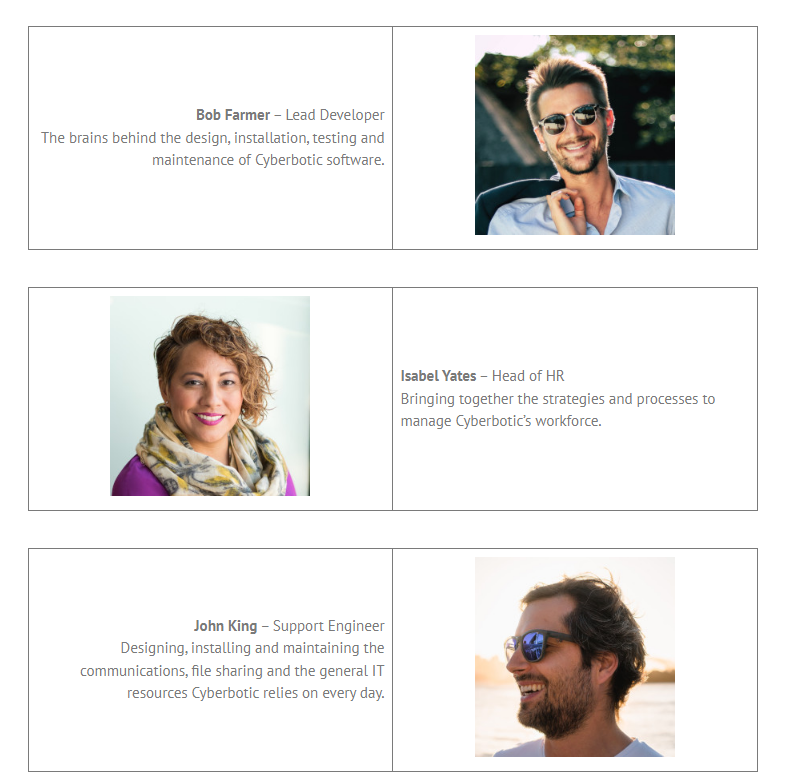 Bob Farmer – Lead Developer
The brains behind the design, installation, testing and
maintenance of Cyberbotic software.
Isabel Yates – Head of HR
Bringing together the strategies and processes to
manage Cyberbotic’s workforce.
John King – Support Engineer
Designing, installing and maintaining the
communications, file sharing and the general IT
resources Cyberbotic relies on every day.